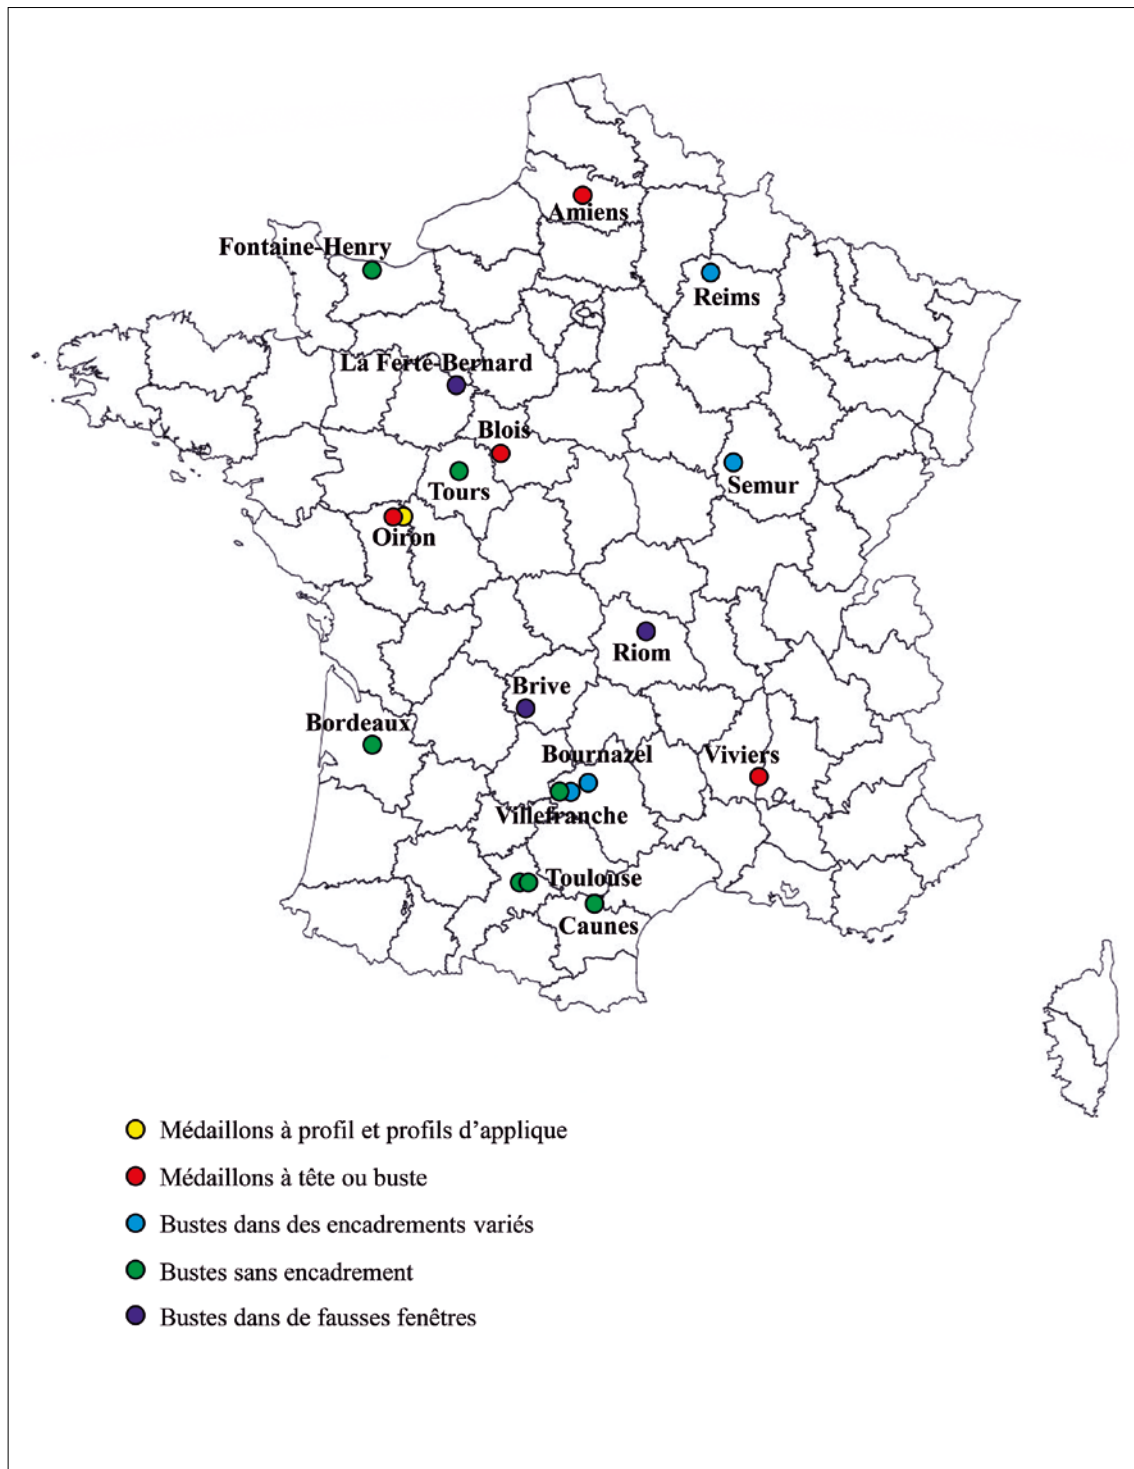 Amiens
Fontaine-Henry
Reims
La Ferté-Bernard
Blois
Semur
Tours
Oiron
Riom
Brive
Bordeaux
Bournazel
Viviers
Villefranche
Toulouse
Caunes
Médaillons à profil et profils d’applique
Médaillons à tête ou buste
Bustes dans des encadrements variés
Bustes sans encadrement
Bustes dans de fausses fenêtres